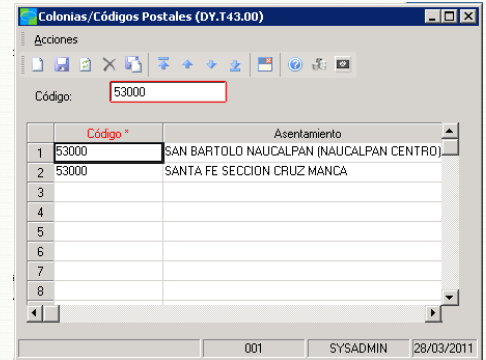 Colonias/Códigos Postales (DY.T43.00)
Acciones
Código: 53000
Código * Asentamiento
1 53000 SAN BARTOLO NAUCALPAN (NAUCALPAN CENTRO)
2 53000 SANTA FE SECCION CRUZ MANCA
3
4
5
6
7
8
001 SYSADMIN 28/03/2011